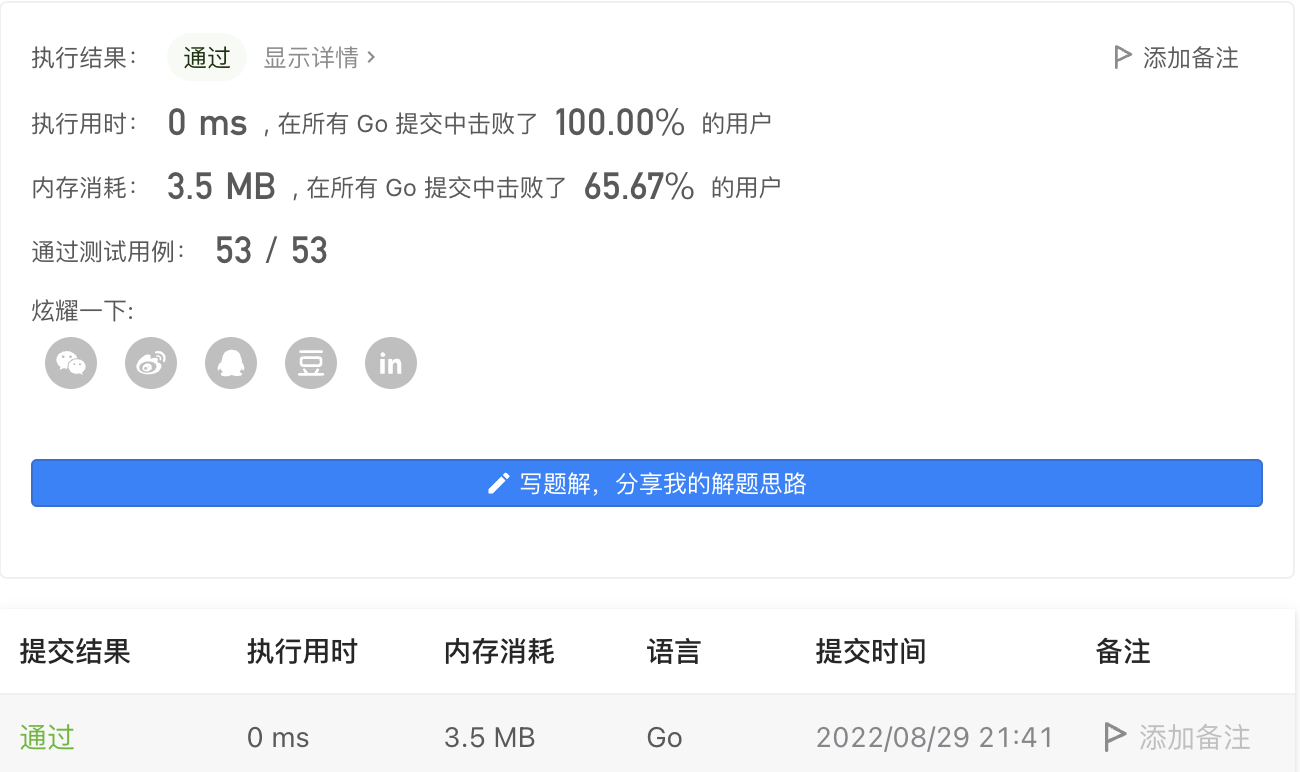 执行结果： 通过 显示详情 › 添加备注
执行用时： 0 ms , 在所有 Go 提交中击败了 100.00% 的用户
内存消耗： 3.5 MB , 在所有 Go 提交中击败了 65.67% 的用户
通过测试用例： 53 / 53
炫耀一下:
豆 in
写题解，分享我的解题思路
提交结果 执行用时 内存消耗 语言 提交时间 备注
通过 0 ms 3.5 MB Go 2022/08/29 21:41 添加备注